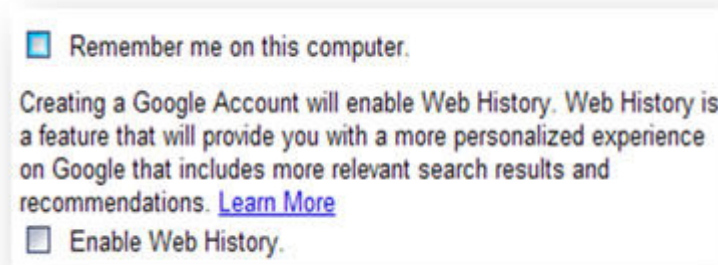 Remember me on this computer.
Creating a Google Account will enable Web History. Web History is
a feature that will provide you with a more personalized experience
on Google that includes more relevant search results and
recommendations. Learn More
Enable Web History.